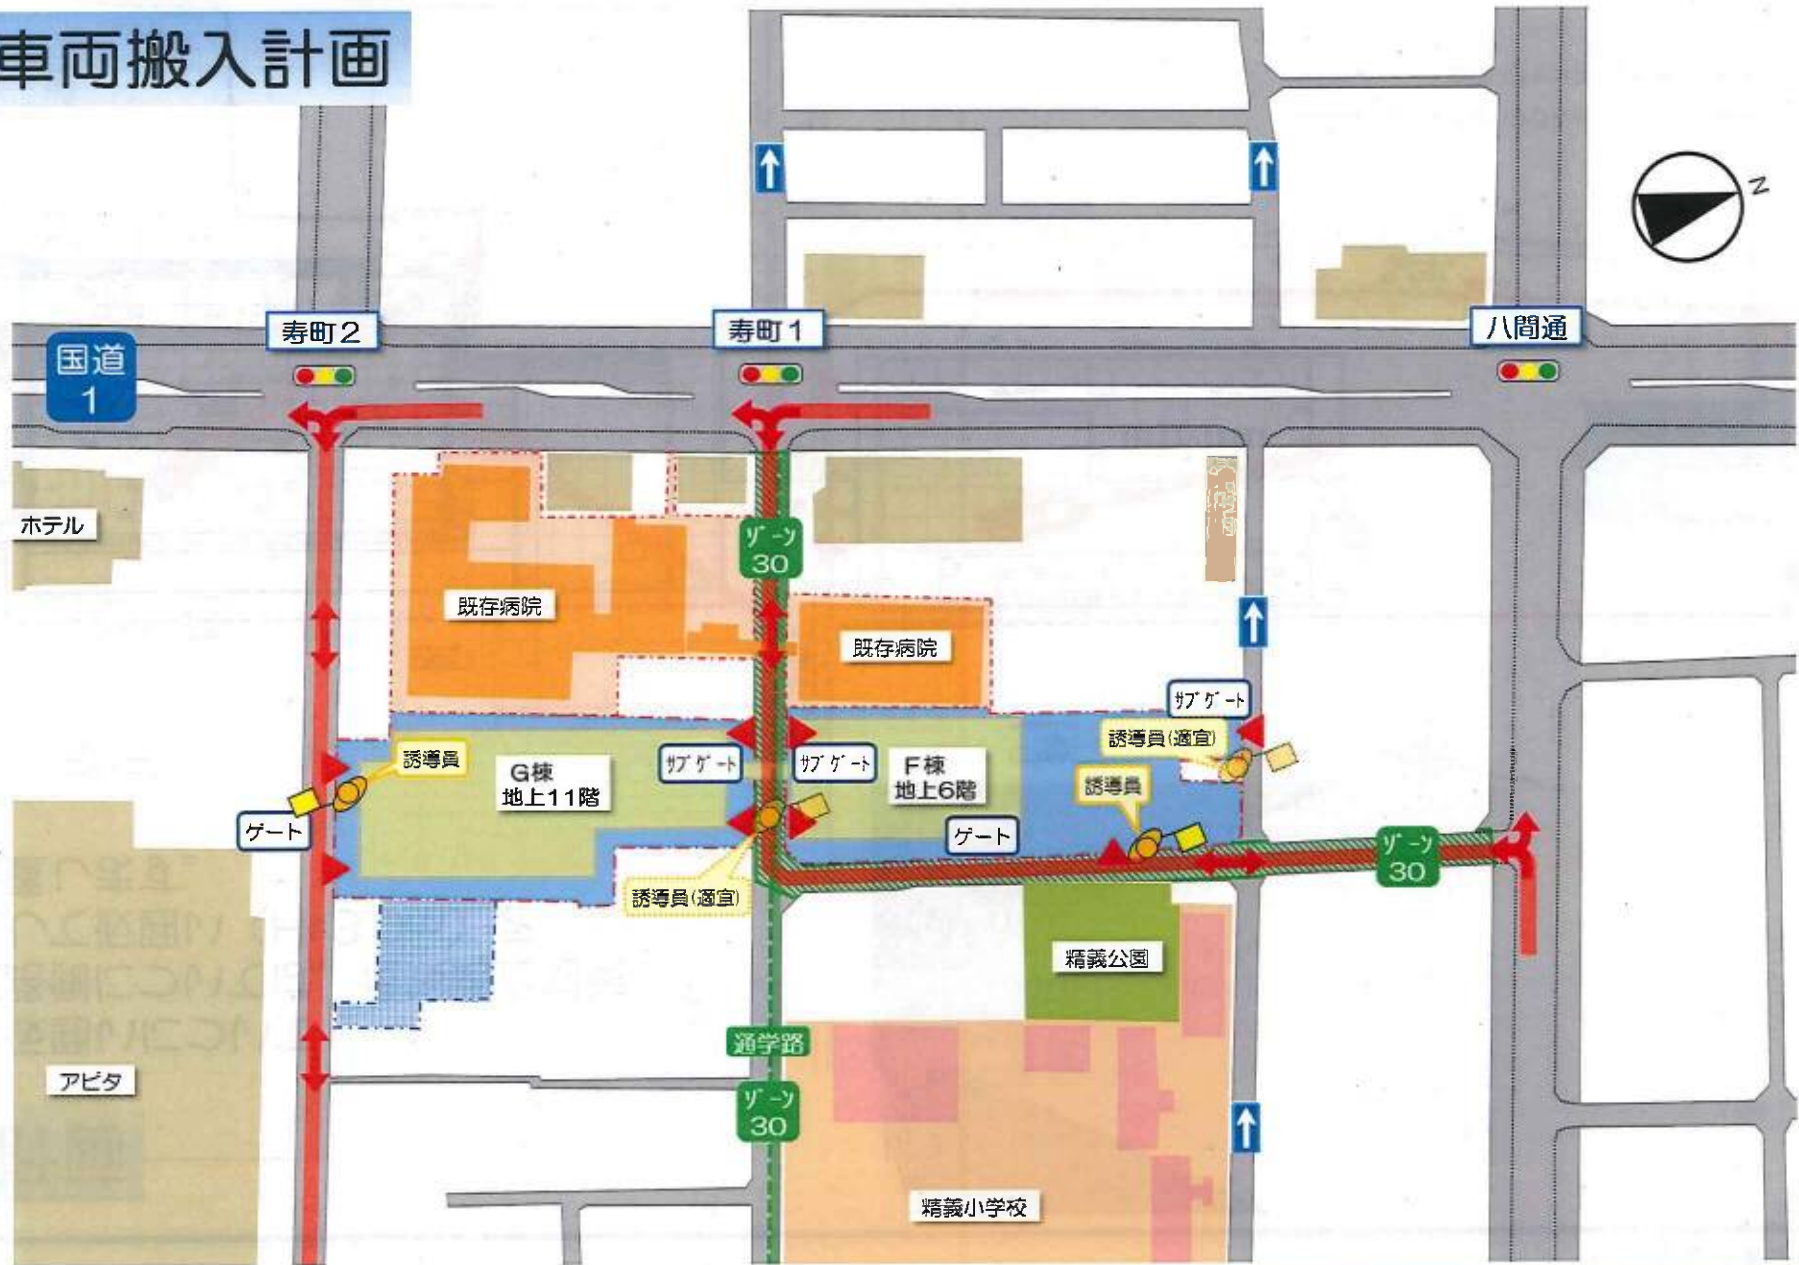 車両搬入計画
N
国道
1
寿町2
寿町1
八間通
ホテル
ゾーン
30
既存病院
既存病院
サブゲート
誘導員(適宜)
誘導員
G棟
地上11階
サブゲート
サブゲート
F棟
地上6階
誘導員
ゲート
ゲート
ゾーン
30
誘導員(適宜)
精義公園
通学路
アピタ
ゾーン
30
精義小学校